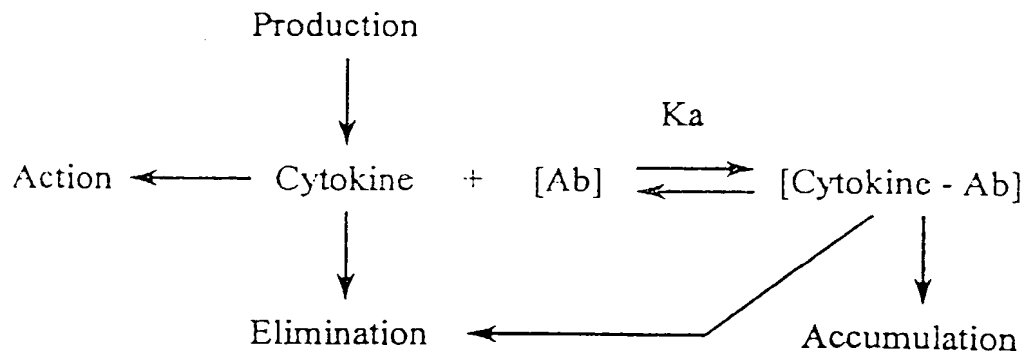 Production
Ka
Action Cytokine + [Ab] [Cytokine - Ab]
Elimination Accumulation